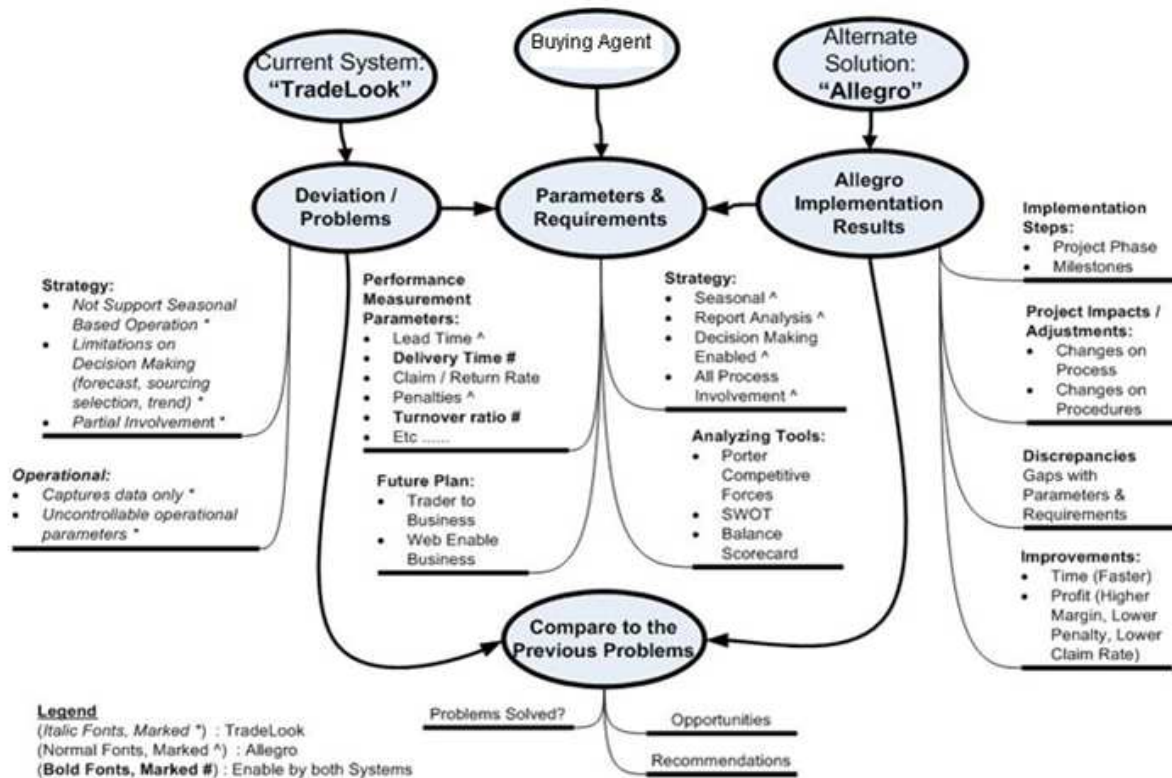 Current System:
“TradeLook”
Buying Agent
Alternate
Solution:
“Allegro”
Deviation /
Problems
Parameters &
Requirements
Allegro
Implementation
Results
Strategy:
• Not Support Seasonal
Based Operation *
• Limitations on
Decision Making
(forecast, sourcing
selection, trend) *
• Partial Involvement *
Operational:
• Captures data only *
• Uncontrollable operational
parameters *
Performance
Measurement
Parameters:
• Lead Time ^
• Delivery Time #
• Claim / Return Rate
• Penalties ^
• Turnover ratio #
• Etc ......
Future Plan:
• Trader to
Business
• Web Enable
Business
Strategy:
• Seasonal ^
• Report Analysis ^
• Decision Making
Enabled ^
• All Process
Involvement ^
Analyzing Tools:
• Porter
Competitive
Forces
• SWOT
• Balance
Scorecard
Implementation
Steps:
• Project Phase
• Milestones
Project Impacts /
Adjustments:
• Changes on
Process
• Changes on
Procedures
Discrepancies
Gaps with
Parameters &
Requirements
Improvements:
• Time (Faster)
• Profit (Higher
Margin, Lower
Penalty, Lower
Claim Rate)
Compare to the
Previous Problems
Problems Solved?
Opportunities
Recommendations
Legend
(Italic Fonts, Marked *) : TradeLook
(Normal Fonts, Marked ^) : Allegro
(Bold Fonts, Marked #) : Enable by both Systems